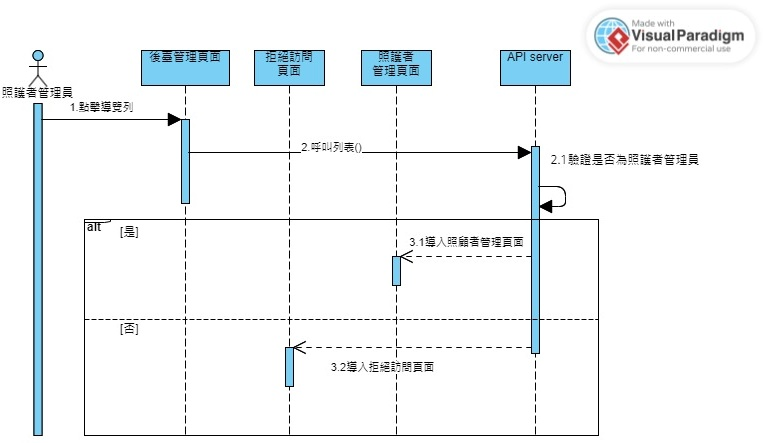 Made with
Visual Paradigm
For non-commercial use
照護者管理員
後臺管理頁面
拒絕訪問
頁面
照護者
管理頁面
API server
1.點擊導覽列
2.呼叫列表()
2.1驗證是否為照護者管理員
alt
[是]
3.1導入照顧者管理頁面
[否]
3.2導入拒絕訪問頁面